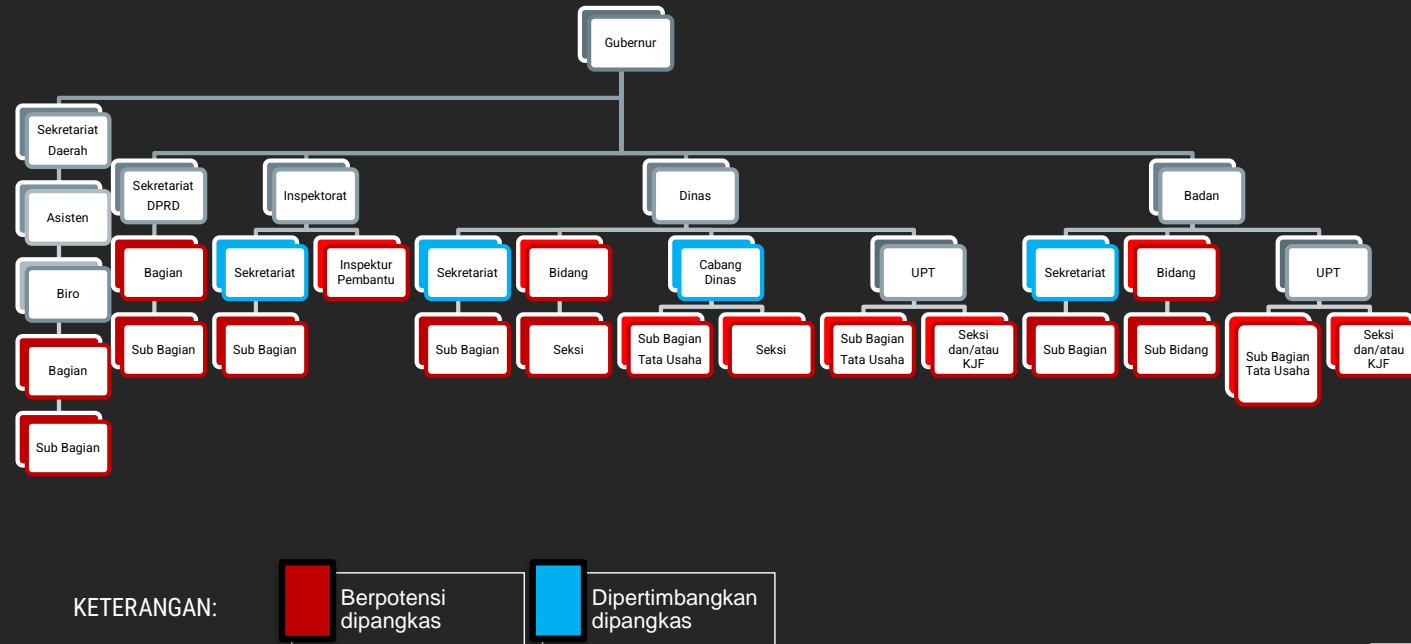 Gubernur
Sekretariat
Daerah
Asisten
Biro
Bagian
Sub Bagian
Sekretariat
DPRD
Bagian
Sub Bagian
Inspektorat
Sekretariat
Sub Bagian
Inspektur
Pembantu
Dinas
Sekretariat
Sub Bagian
Bidang
Seksi
Cabang
Dinas
Sub Bagian
Tata Usaha
Seksi
UPT
Sub Bagian
Tata Usaha
Seksi
dan/atau
KJF
Badan
Sekretariat
Sub Bagian
Bidang
Sub Bidang
UPT
Sub Bagian
Tata Usaha
Seksi
dan/atau
KJF
KETERANGAN:
Berpotensi
dipangkas
Dipertimbangkan
dipangkas